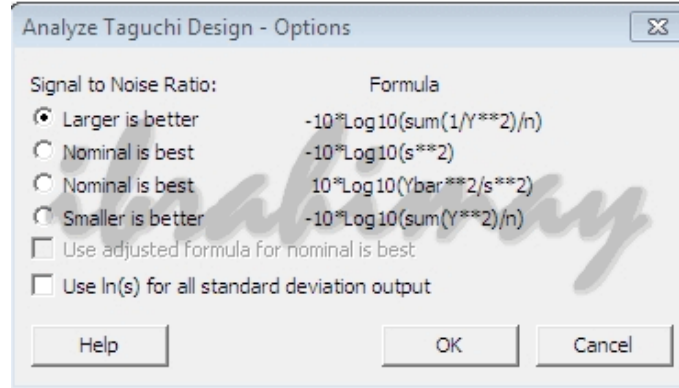 Analyze Taguchi Design - Options
Signal to Noise Ratio: Formula
Larger is better -10*Log10(sum(1/Y**2)/n)
Nominal is best -10*Log10(s**2)
Nominal is best 10*Log10(Ybar**2/s**2)
Smaller is better -10*Log10(sum(Y**2)/n)
Use adjusted formula for nominal is best
Use ln(s) for all standard deviation output
Help OK Cancel
ibrahimay